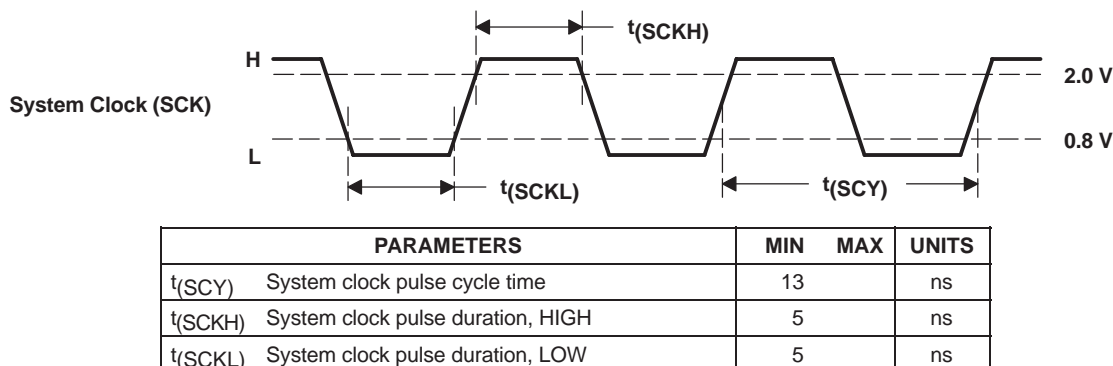 t(SCKH)
H
2.0 V
System Clock (SCK)
0.8 V
L
t(SCKL)
t(SCY)
PARAMETERS MIN MAX UNITS
t(SCY) System clock pulse cycle time 13 ns
t(SCKH) System clock pulse duration, HIGH 5 ns
t(SCKL) System clock pulse duration, LOW 5 ns